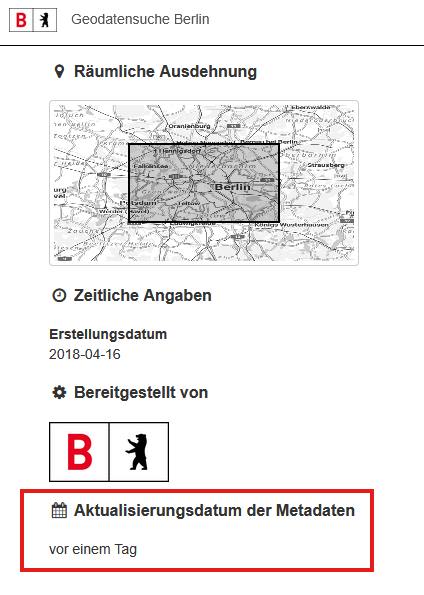 B
Geodatensuche Berlin
Räumliche Ausdehnung
Eberswalde
Oranienburg
Bernau bei Berlin
Hennigsdorf
Falkensee
Strausberg
Berlin
Potsdam
Teltow
Werder (Havel)
Ludwigsfelde
Königs Wusterhausen
Zeitliche Angaben
Erstellungsdatum
2018-04-16
Bereitgestellt von
B
Aktualisierungsdatum der Metadaten
vor einem Tag